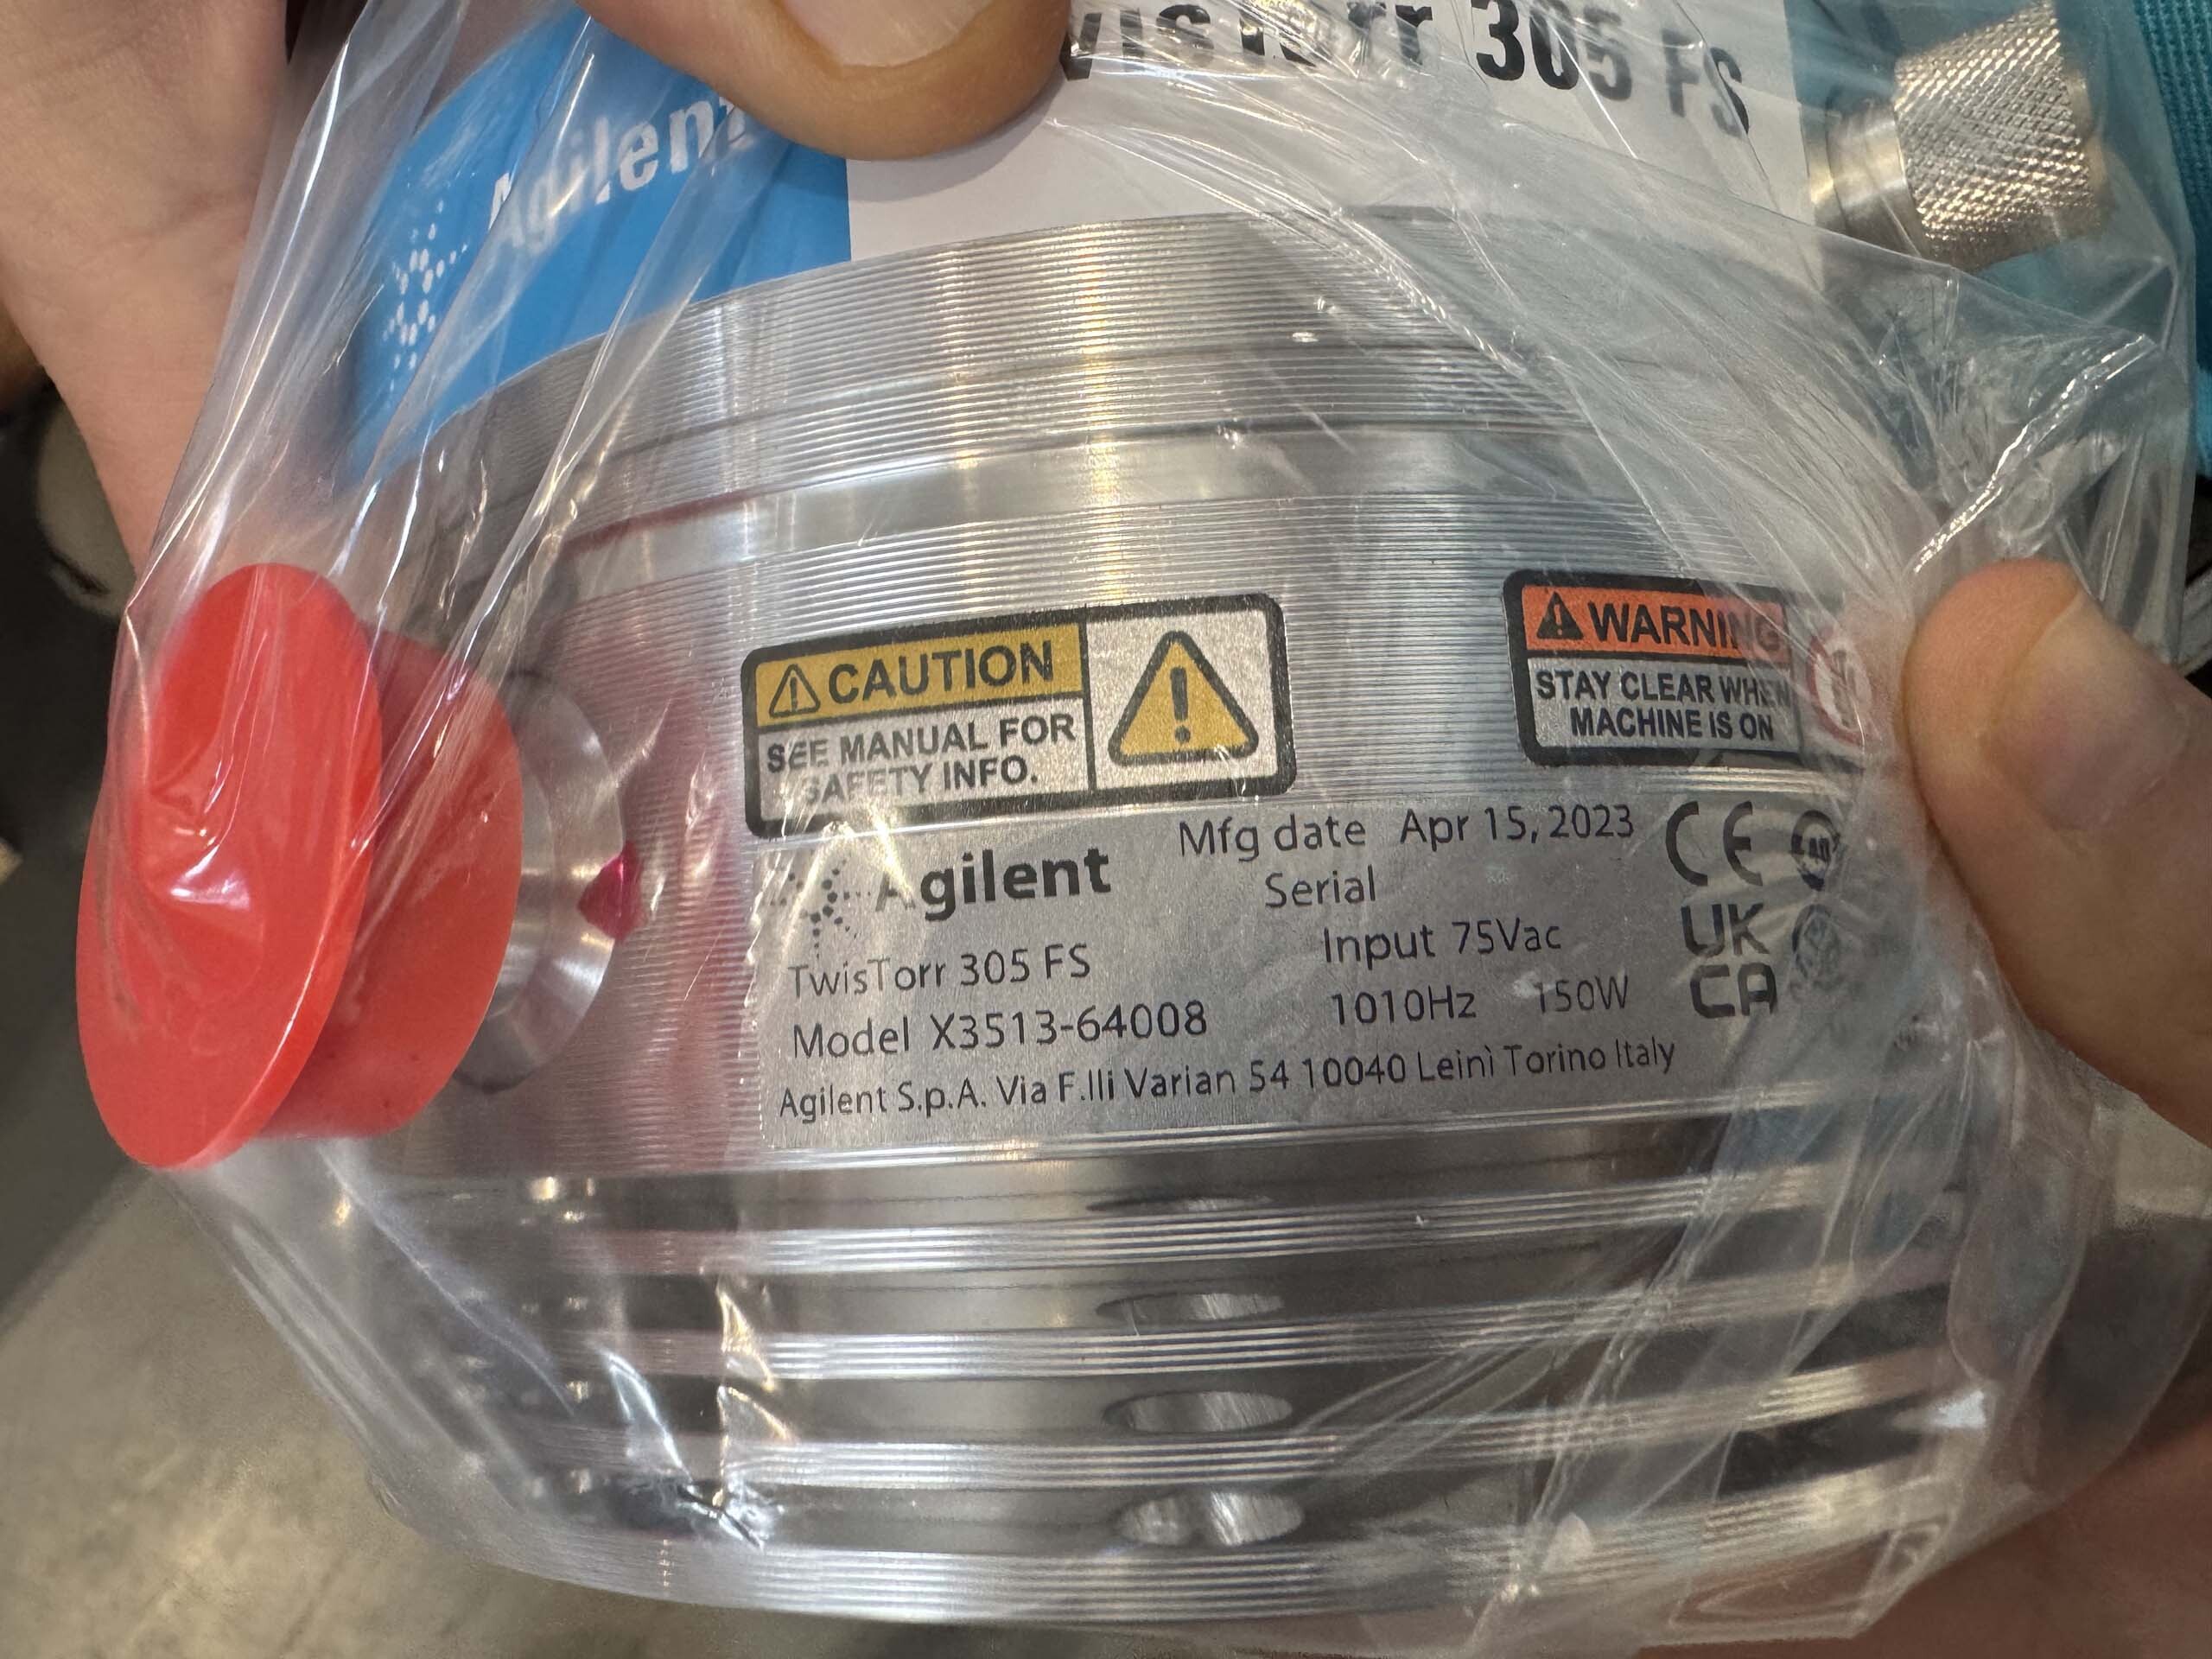 Agilent
TwisTorr 305 FS
CAUTION
SEE MANUAL FOR
SAFETY INFO.
WARNING
STAY CLEAR WHEN
MACHINE IS ON
Agilent
Mfg date Apr 15, 2023
Serial
Input 75Vac
TwisTorr 305 FS
1010Hz 150W
Model X3513-64008
Agilent S.p.A. Via F.lli Varian 54 10040 Leinì Torino Italy
CE
UK
CA